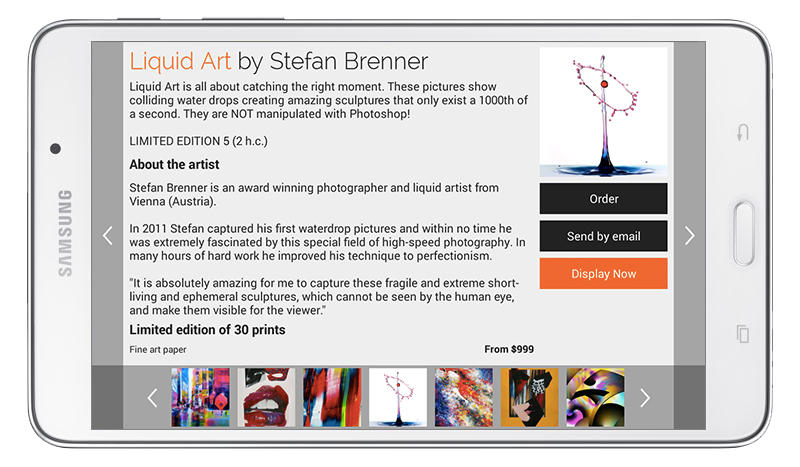 SAMSUNG
Liquid Art by Stefan Brenner
Liquid Art is all about catching the right moment. These pictures show
colliding water drops creating amazing sculptures that only exist a 1000th of
a second. They are NOT manipulated with Photoshop!
LIMITED EDITION 5 (2 h.c.)
About the artist
Stefan Brenner is an award winning photographer and liquid artist from
Vienna (Austria).
In 2011 Stefan captured his first waterdrop pictures and within no time he
was extremely fascinated by this special field of high-speed photography. In
many hours of hard work he improved his technique to perfectionism.
"It is absolutely amazing for me to capture these fragile and extreme short-
living and ephemeral sculptures, which cannot be seen by the human eye,
and make them visible for the viewer."
Limited edition of 30 prints
Fine art paper From $999
Order
Send by email
Display Now